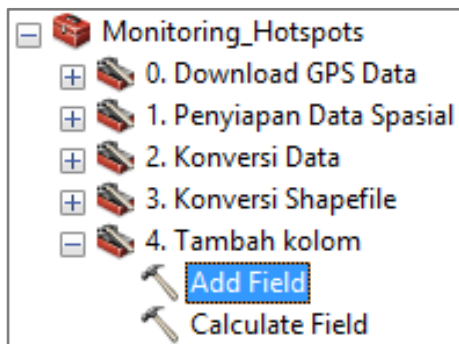 Monitoring_Hotspots
0. Download GPS Data
1. Penyiapan Data Spasial
2. Konversi Data
3. Konversi Shapefile
4. Tambah kolom
Add Field
Calculate Field